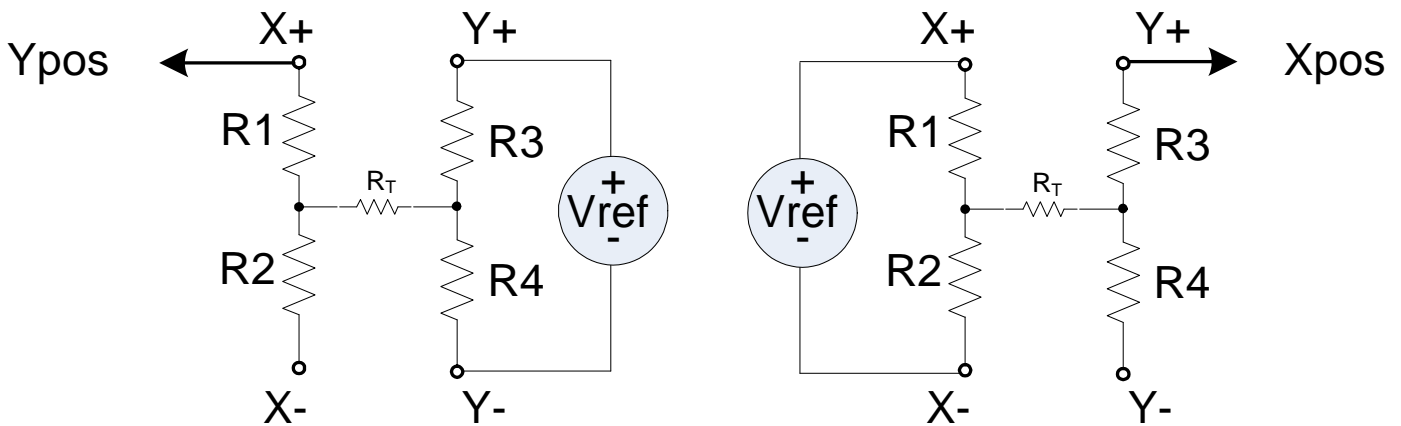 X+ Y+ X+ Y+
Ypos Xpos
R1 R3 R1 R3
RT RT
+ +
Vref Vref
- -
R2 R4 R2 R4
X- Y- X- Y-